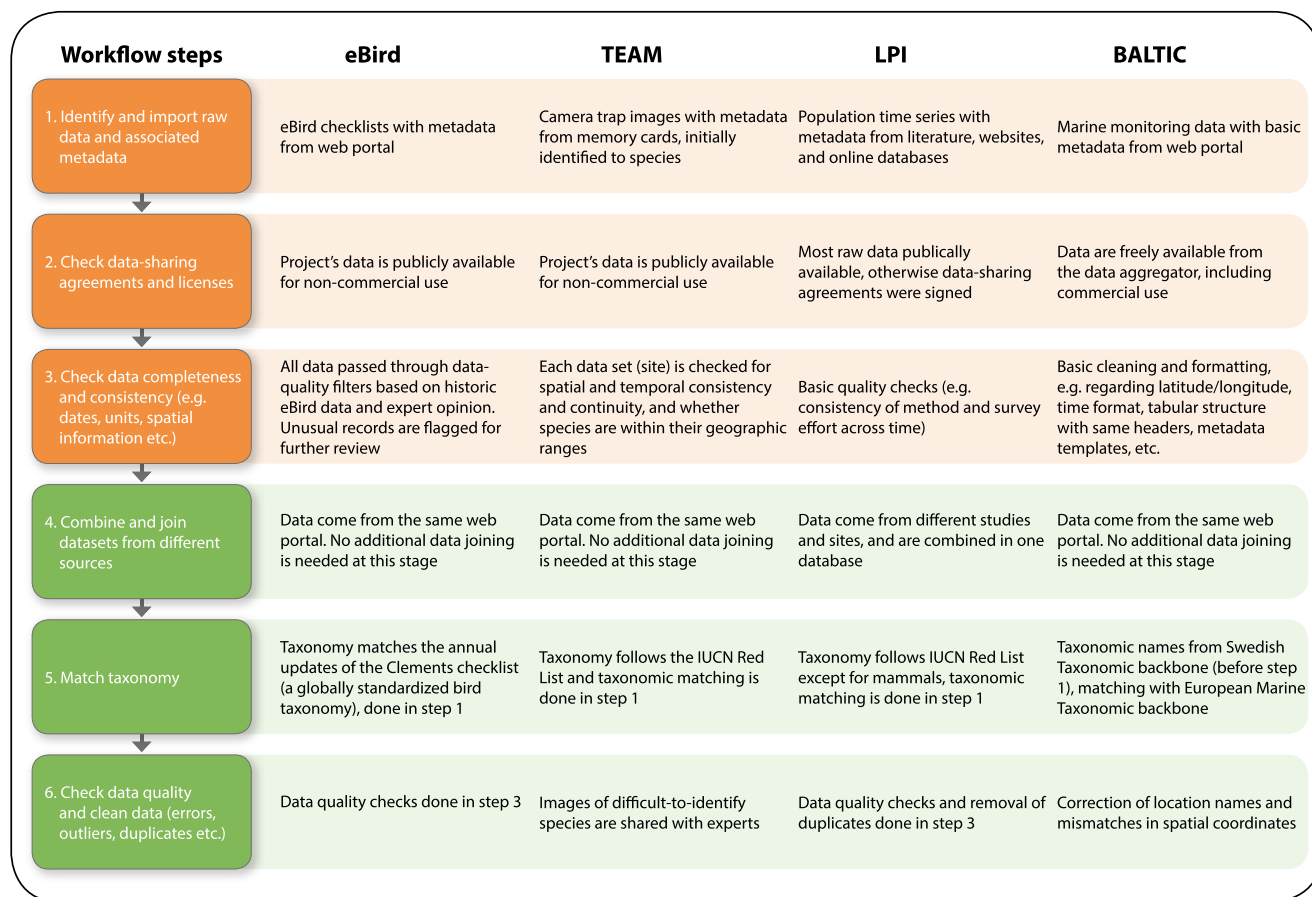 Workflow steps
eBird
TEAM
LPI
BALTIC
1. Identify and import raw
data and associated
metadata
eBird checklists with metadata
from web portal
Camera trap images with metadata
from memory cards, initially
identified to species
Population time series with
metadata from literature, websites,
and online databases
Marine monitoring data with basic
metadata from web portal
2. Check data-sharing
agreements and licenses
Project's data is publicly available
for non-commercial use
Project's data is publicly available
for non-commercial use
Most raw data publically
available, otherwise data-sharing
agreements were signed
Data are freely available from
the data aggregator, including
commercial use
3. Check data completeness
and consistency (e.g.
dates, units, spatial
information etc.)
All data passed through data-
quality filters based on historic
eBird data and expert opinion.
Unusual records are flagged for
further review
Each data set (site) is checked for
spatial and temporal consistency
and continuity, and whether
species are within their geographic
ranges
Basic quality checks (e.g.
consistency of method and survey
effort across time)
Basic cleaning and formatting,
e.g. regarding latitude/longitude,
time format, tabular structure
with same headers, metadata
templates, etc.
4. Combine and join
datasets from different
sources
Data come from the same web
portal. No additional data joining
is needed at this stage
Data come from the same web
portal. No additional data joining
is needed at this stage
Data come from different studies
and sites, and are combined in one
database
Data come from the same web
portal. No additional data joining
is needed at this stage
5. Match taxonomy
Taxonomy matches the annual
updates of the Clements checklist
(a globally standardized bird
taxonomy), done in step 1
Taxonomy follows the IUCN Red
List and taxonomic matching is
done in step 1
Taxonomy follows IUCN Red List
except for mammals, taxonomic
matching is done in step 1
Taxonomic names from Swedish
Taxonomic backbone (before step
1), matching with European Marine
Taxonomic backbone
6. Check data quality
and clean data (errors,
outliers, duplicates etc.)
Data quality checks done in step 3
Images of difficult-to-identify
species are shared with experts
Data quality checks and removal of
duplicates done in step 3
Correction of location names and
mismatches in spatial coordinates